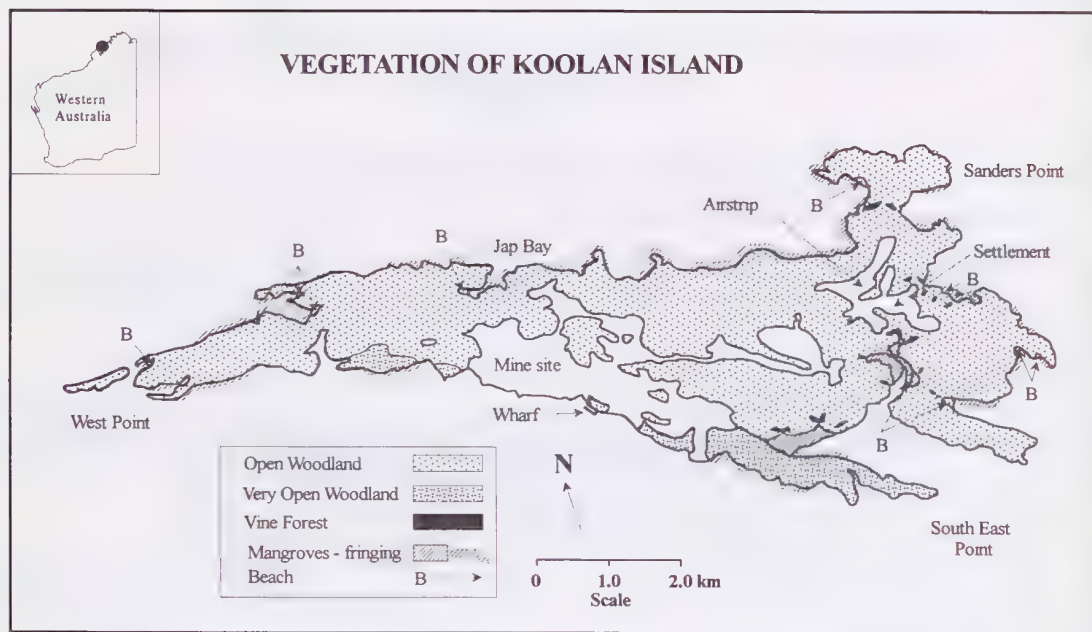 Western
Australia
VEGETATION OF KOOLAN ISLAND
Sanders Point
Airstrip
B
Settlement
B
B
Jap Bay
B
B
Mine site
B
West Point
Wharf
B
South East
Point
N
Open Woodland
Very Open Woodland
Vine Forest
Mangroves - fringing
Beach B
0 1.0 2.0 km
Scale